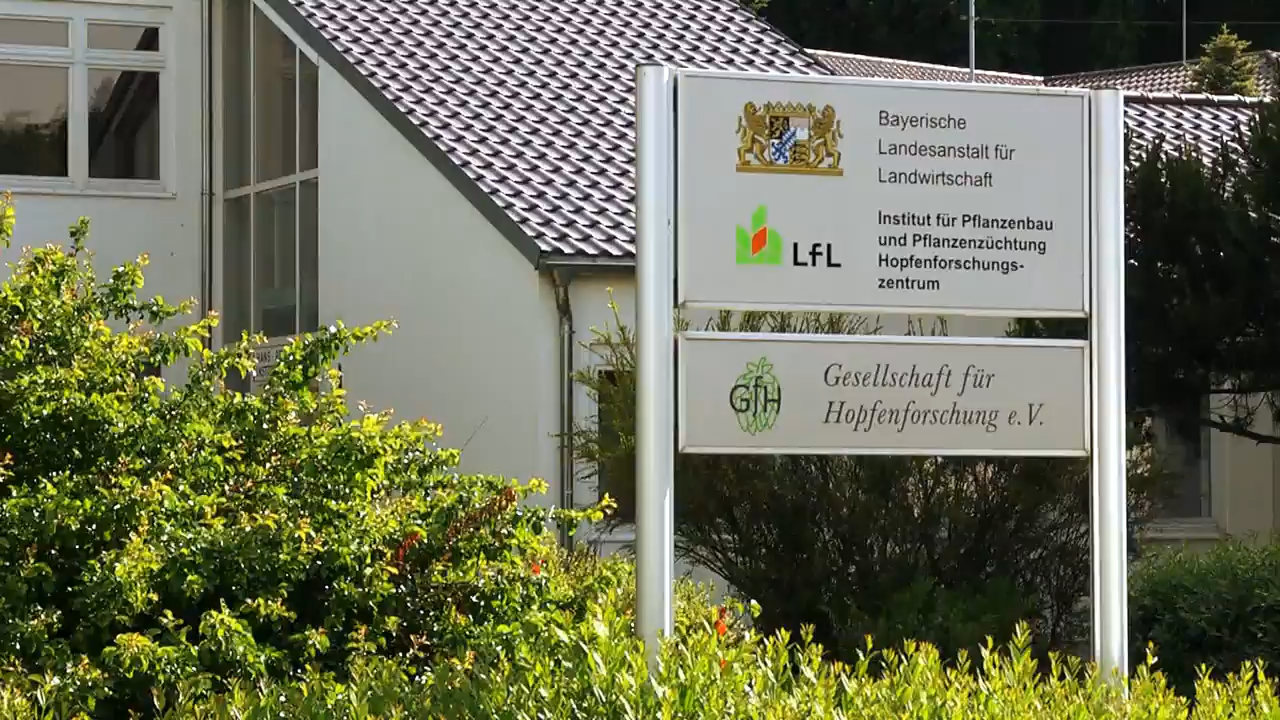 Bayerische
Landesanstalt für
Landwirtschaft
LfL
Institut für Pflanzenbau
und Pflanzenzüchtung
Hopfenforschungs-
zentrum
GfH
Gesellschaft für
Hopfenforschung e.V.